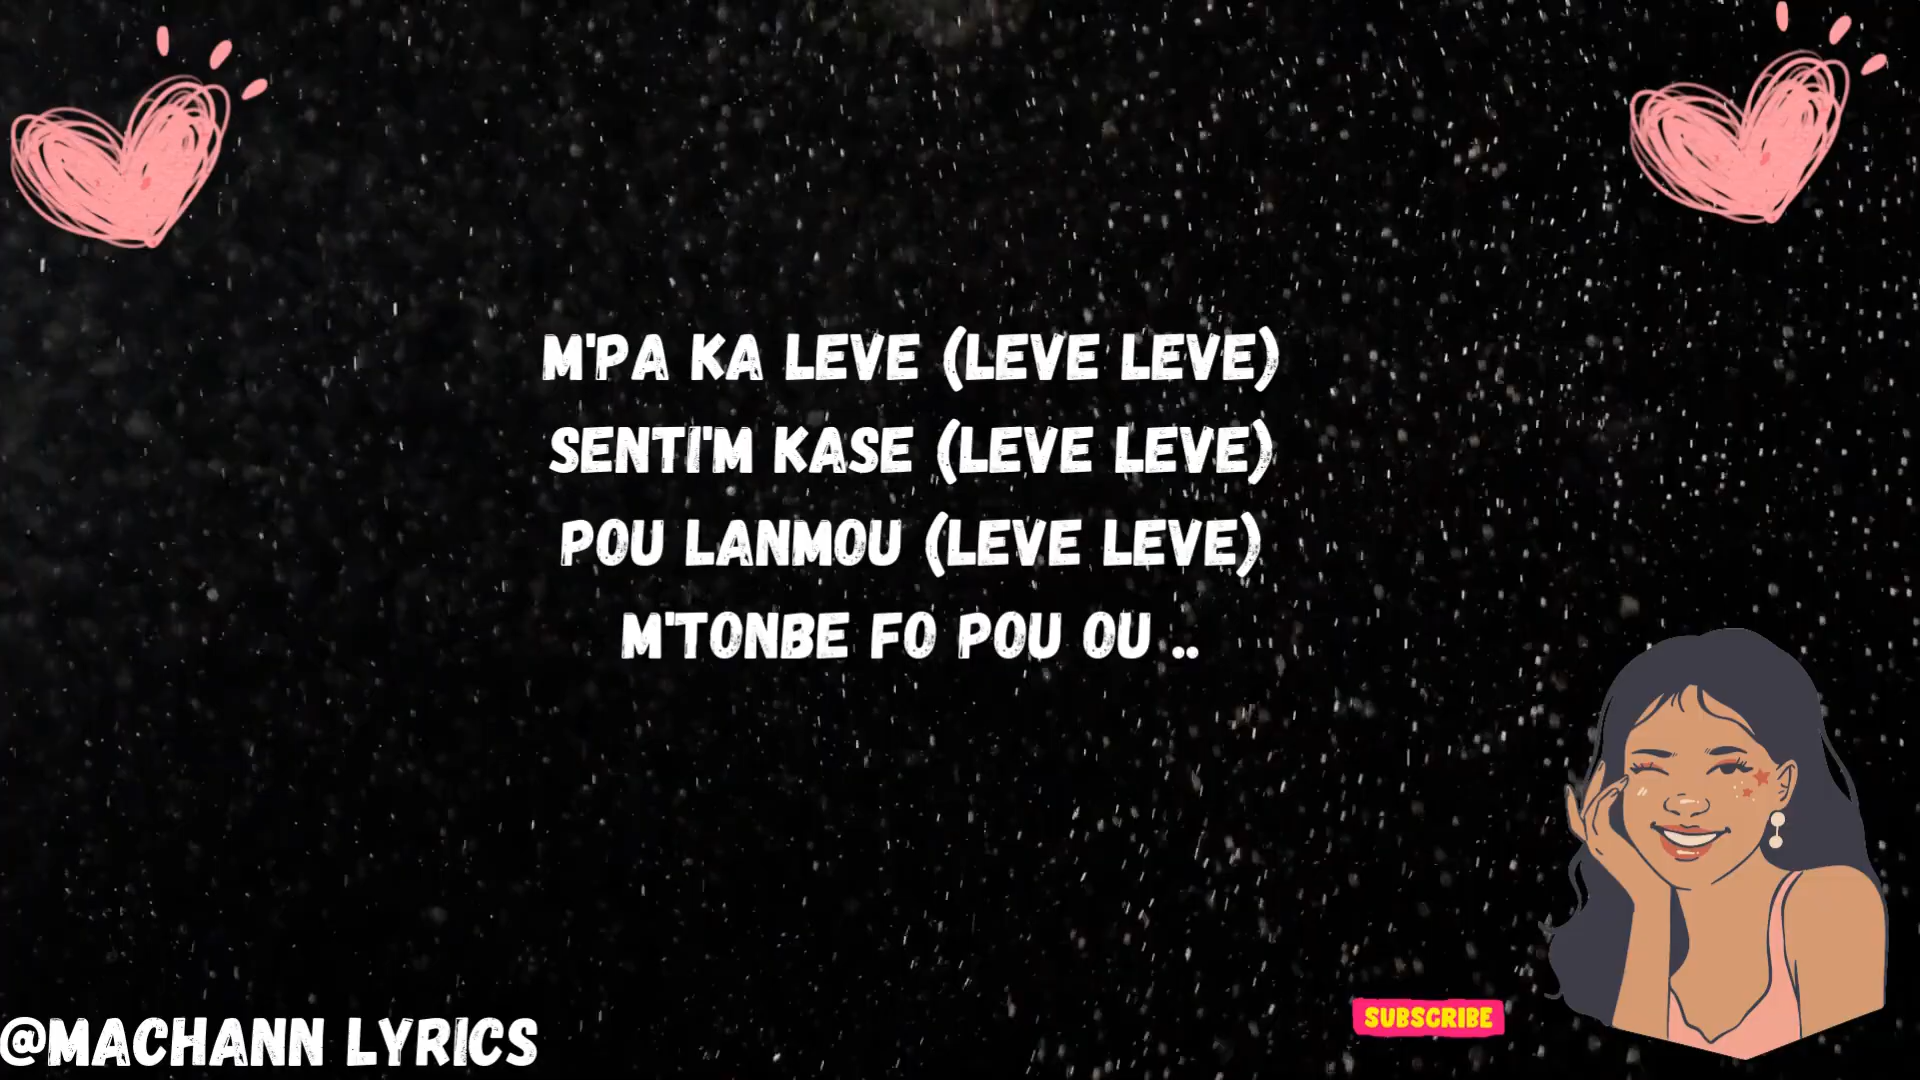 M'PA KA LEVE (LEVE LEVE)
SENTI'M KASE (LEVE LEVE)
POU LANMOU (LEVE LEVE)
M'TONBE FO POU OU ..
@MACHANN LYRICS
SUBSCRIBE